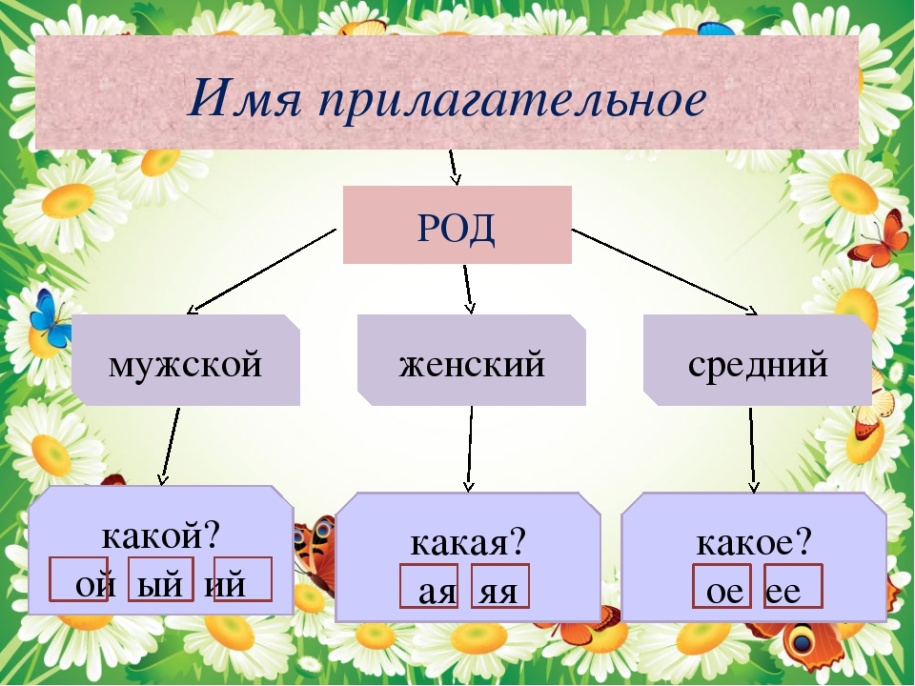 Имя прилагательное
РОД
мужской
женский
средний
какой?
ой ый ий
какая?
ая яя
какое?
ое ее